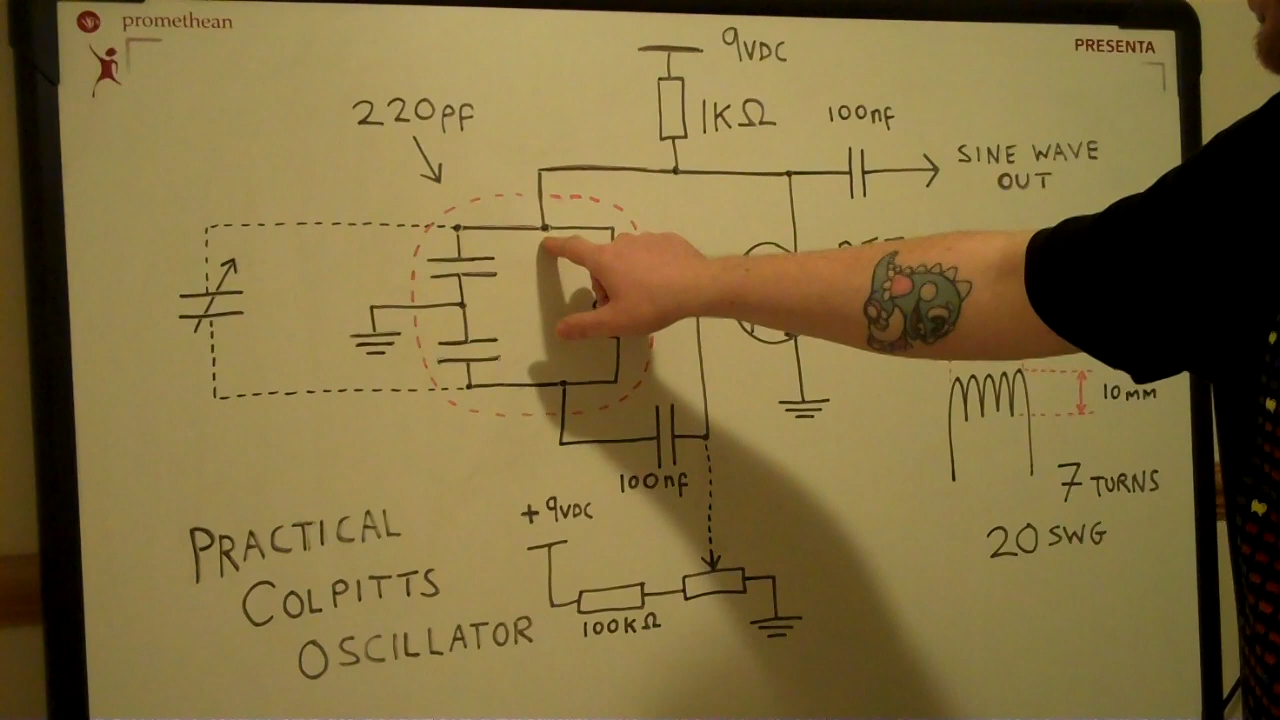 promethean
PRESENTA
9VDC
220pf
1KΩ
100nf
SINE WAVE
OUT
10mm
100nf
7 TURNS
20 SWG
+9VDC
100KΩ
PRACTICAL
COLPITTS
OSCILLATOR